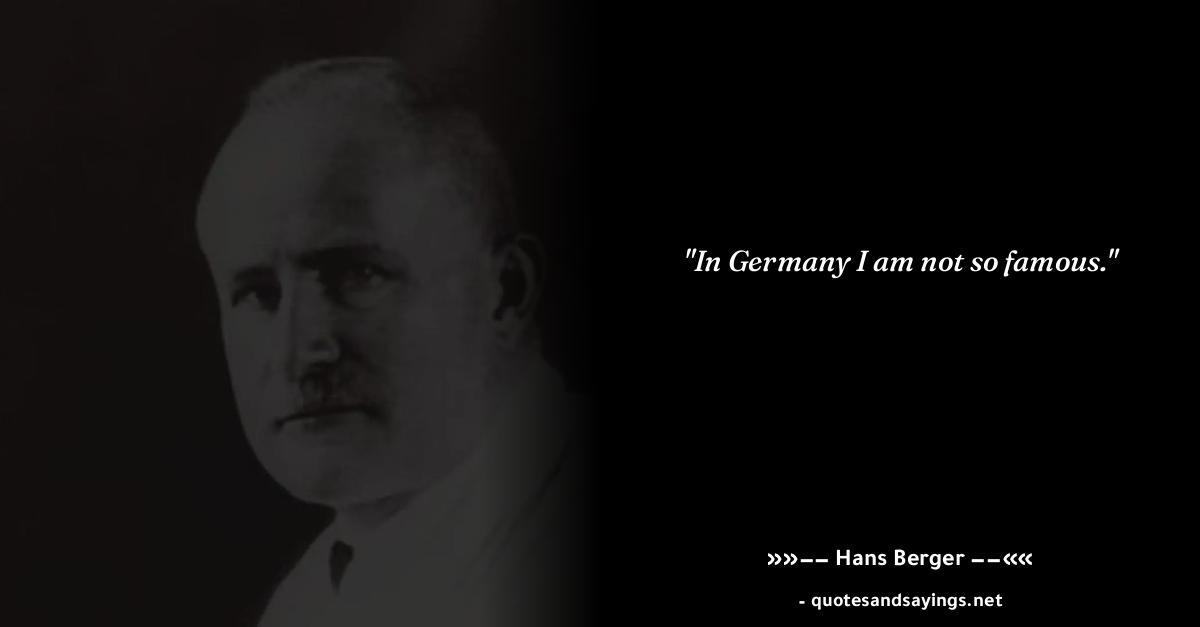 "In Germany I am not so famous."
»»−− Hans Berger −−««
- quotesandsayings.net